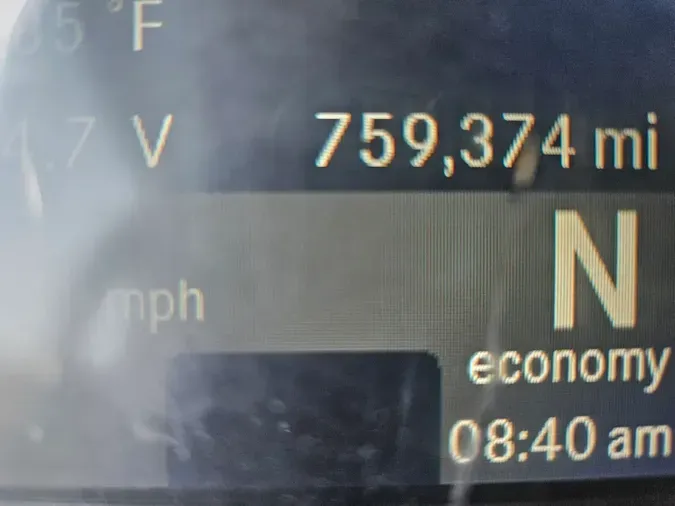 °F
V 759,374 mi
N
mph
economy
08:40 am